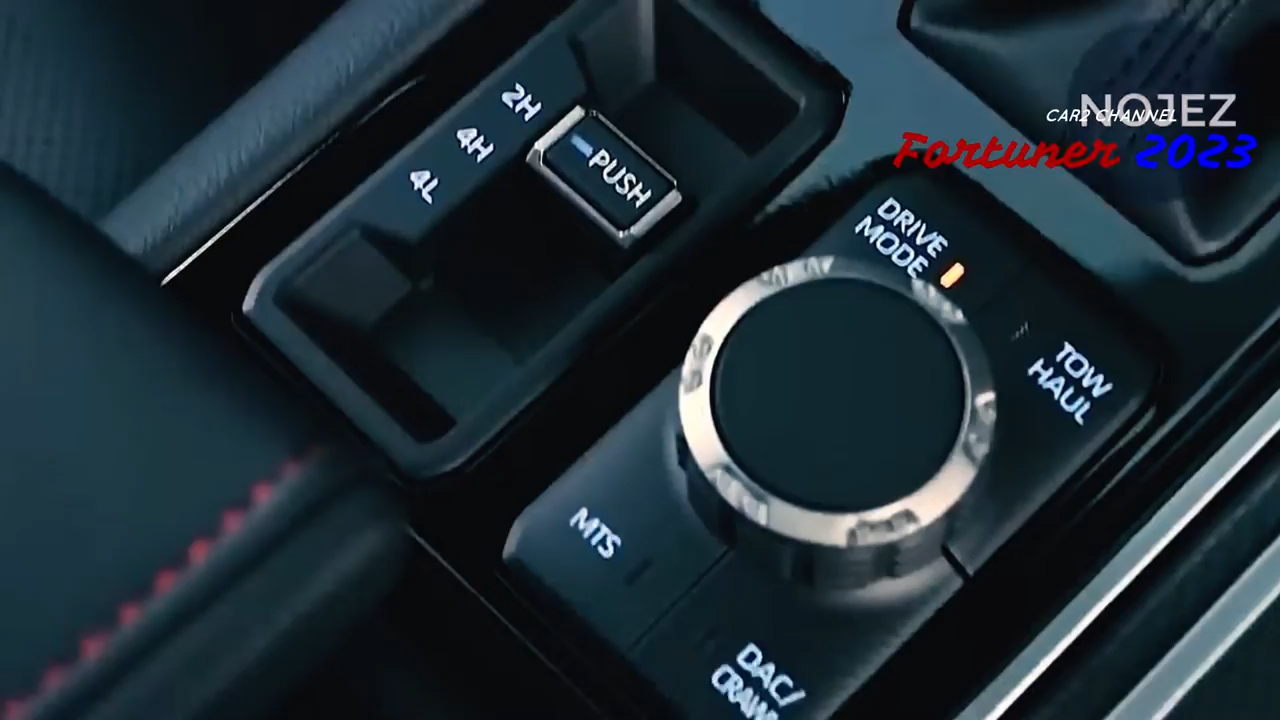 2H
4H
4L
PUSH
NOJEZ
CAR2 CHANNEL
Fortuner 2023
DRIVE
MODE
TOW
HAUL
MTS
DAC/